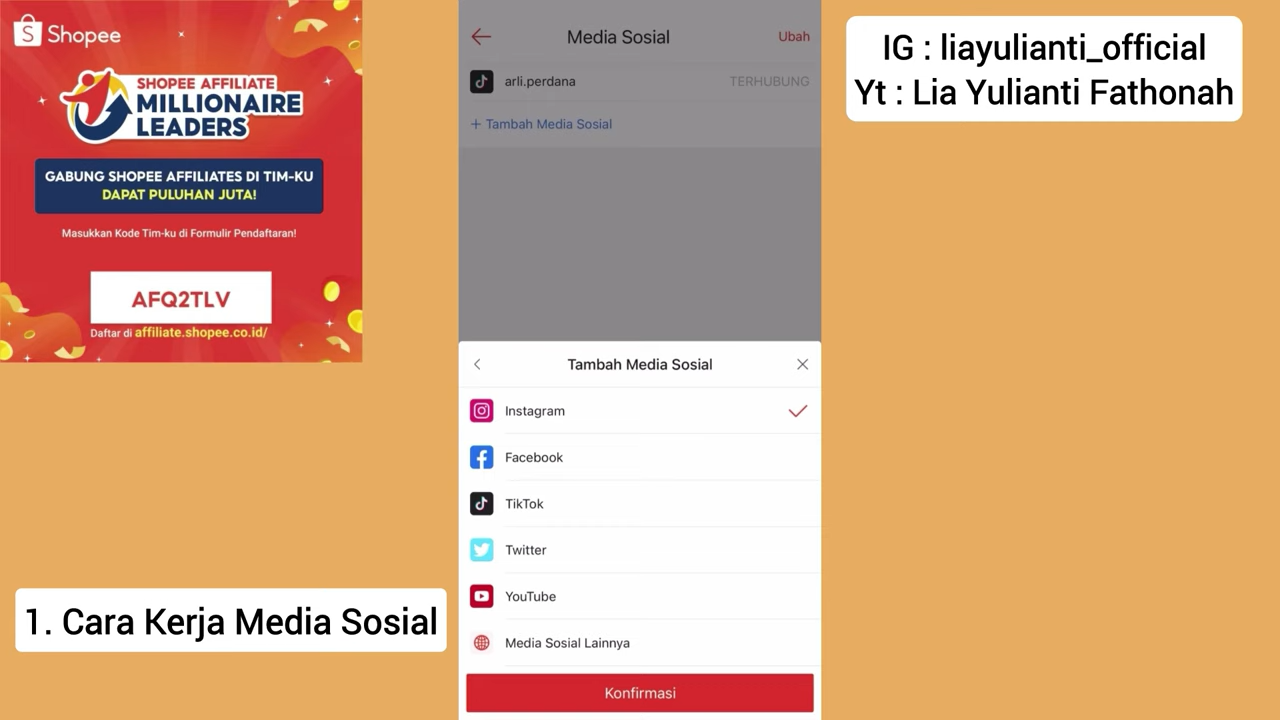 Shopee
SHOPEE AFFILIATE
MILLIONAIRE
LEADERS
GABUNG SHOPEE AFFILIATES DI TIM-KU
DAPAT PULUHAN JUTA!
Masukkan Kode Tim-ku di Formulir Pendaftaran!
AFQ2TLV
Daftar di affiliate.shopee.co.id/
1. Cara Kerja Media Sosial
Media Sosial
Ubah
arli.perdana
TERHUBUNG
+ Tambah Media Sosial
Tambah Media Sosial
Instagram
Facebook
TikTok
Twitter
YouTube
Media Sosial Lainnya
Konfirmasi
IG : liayulianti_official
Yt : Lia Yulianti Fathonah